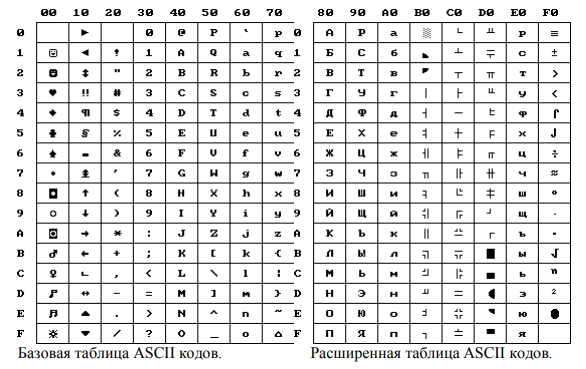 00 10 20 30 40 50 60 70 80 90 A0 B0 C0 D0 E0 F0
0 ► 0 @ P ` p 0 А Р а ░ └ ╨ р ≡
1 ☺ ◄ ! 1 A Q a q 1 Б С б ◣ ┴ ╤ с ±
2 ☻ ↕ " 2 B R b r 2 В Т в ◤ ┬ ╥ т >
3 ♥ ‼ # 3 C S c s 3 Г У г │ ├ ╙ у <
4 ♦ ¶ $ 4 D T d t 4 Д Ф д ┤ ─ ╘ ф ⌠
5 ♣ § % 5 E U e u 5 Е Х е ╡ ┼ ╒ х ⌡
6 ♠ ▬ & 6 F V f v 6 Ж Ц ж ╢ ╞ ╓ ц ÷
7 • ↨ ' 7 G W g w 7 З Ч з ╖ ╟ ╫ ч ≈
8 ◘ ↑ ( 8 H X h x 8 И Ш и ╕ ╚ ╪ ш °
9 ○ ↓ ) 9 I Y i y 9 Й Щ й ╣ ╔ ┘ щ ·
A ◙ → * : J Z j z A К Ъ к ║ ╩ ┌ ъ ·
B ♂ ← + ; K [ k { B Л Ы л ╗ ╦ █ ы √
C ♀ ∟ , < L \ l ¦ C М Ь м ╝ ╠ ▄ ь ⁿ
D ♪ ↔ - = M ] m } D Н Э н ╜ ═ ▌ э ²
E ♫ ▲ . > N ^ n ~ E О Ю о ╛ ╬ ◥ ю ●
F ☼ ▼ / ? O _ o ⌂ F П Я п ┐ ╧ ▀ я
Базовая таблица ASCII кодов. Расширенная таблица ASCII кодов.